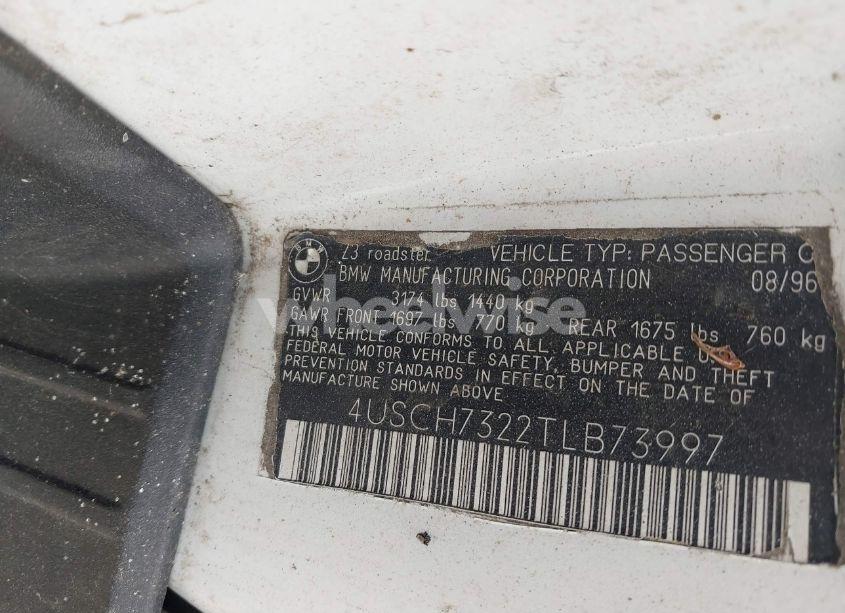 BMW
Z3 roadster VEHICLE TYP: PASSENGER C
BMW MANUFACTURING CORPORATION 08/96
GVWR 3174 lbs 1440 kg
GAWR FRONT 1697 lbs 770 kg REAR 1675 lbs 760 kg
THIS VEHICLE CONFORMS TO ALL APPLICABLE
FEDERAL MOTOR VEHICLE SAFETY, BUMPER AND THEFT
PREVENTION STANDARDS IN EFFECT ON THE DATE OF
MANUFACTURE SHOWN ABOVE.
4USCH7322TLB73997
wheelwise